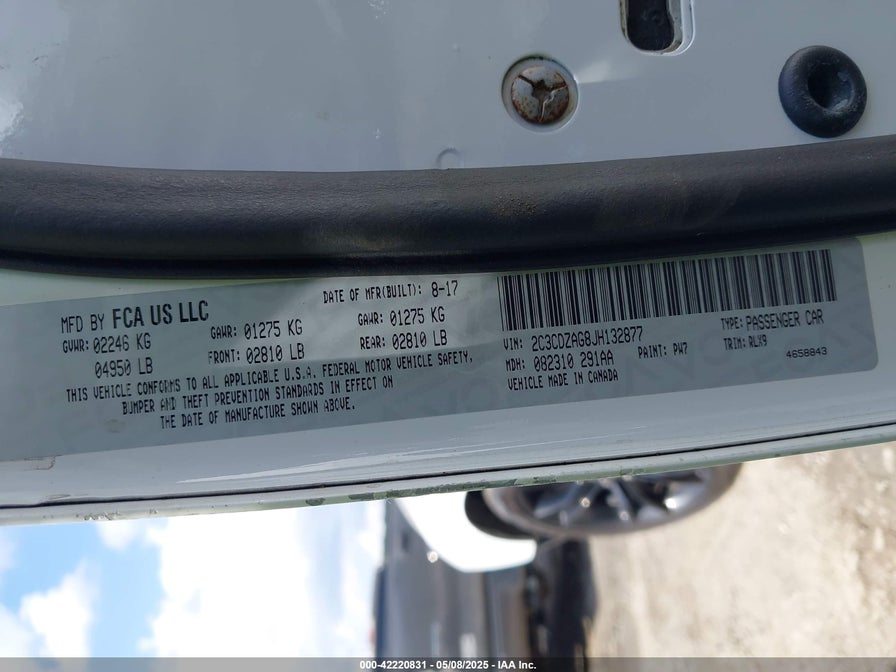 MFD BY FCA US LLC
DATE OF MFR(BUILT): 8-17
GVWR: 02246 KG
04950 LB
GAWR: 01275 KG
FRONT: 02810 LB
GAWR: 01275 KG
REAR: 02810 LB
THIS VEHICLE CONFORMS TO ALL APPLICABLE U.S.A. FEDERAL MOTOR VEHICLE SAFETY,
BUMPER AND THEFT PREVENTION STANDARDS IN EFFECT ON
THE DATE OF MANUFACTURE SHOWN ABOVE.
VIN: 2C3CDZAG8JH132877
TYPE: PASSENGER CAR
MDH: 082310 291AA
PAINT: PW7
TRIM: RLX9
VEHICLE MADE IN CANADA
4658843
000-42220831 - 05/08/2025 - IAA Inc.